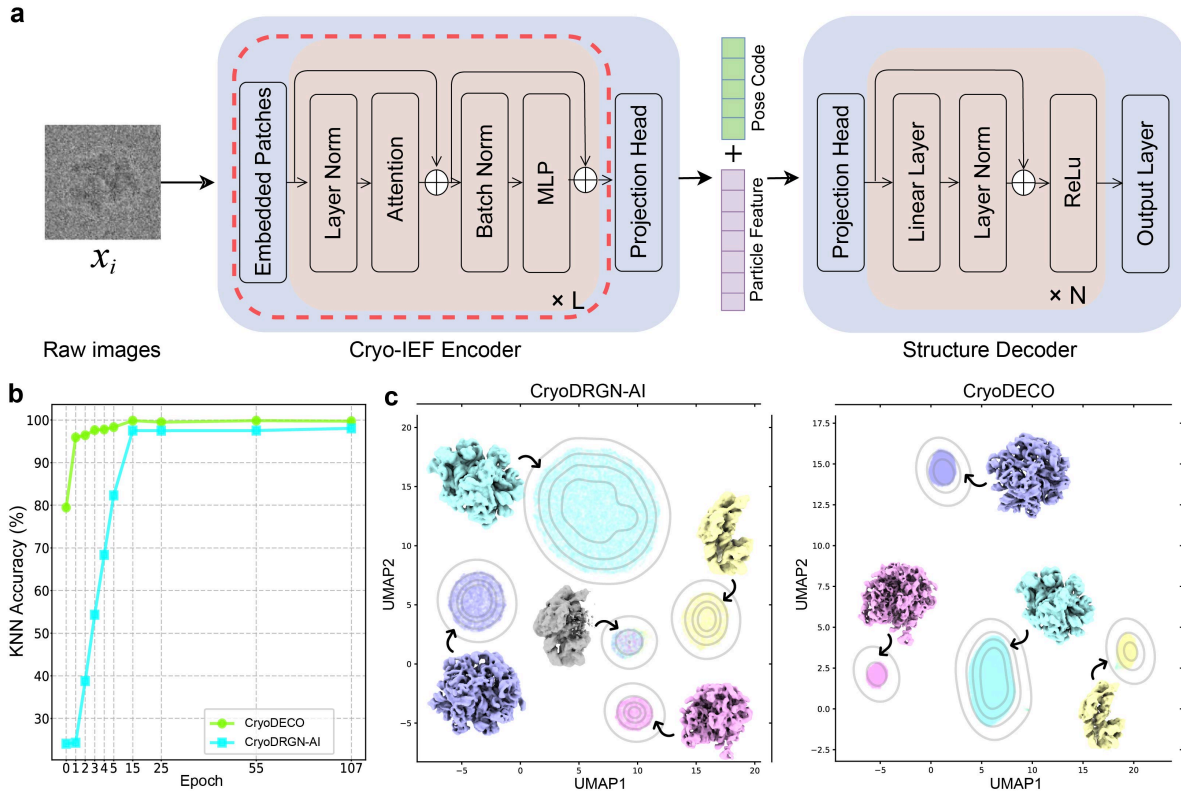 a
Embedded Patches
Layer Norm
Attention
Batch Norm
MLP
× L
Projection Head
Pose Code
+
Particle Feature
Projection Head
Linear Layer
Layer Norm
ReLu
× N
Output Layer
xi
Raw images
Cryo-IEF Encoder
Structure Decoder
b
KNN Accuracy (%)
100
90
80
70
60
50
40
30
CryoDECO
CryoDRGN-AI
0 1 2 3 4 5 15 25 55 107
Epoch
c
CryoDRGN-AI
UMAP2
20
15
10
5
0
−5
−5 0 5 10 15 20
UMAP1
CryoDECO
UMAP2
17.5
15.0
12.5
10.0
7.5
5.0
2.5
0.0
−2.5
−5 0 5 10 15 20
UMAP1